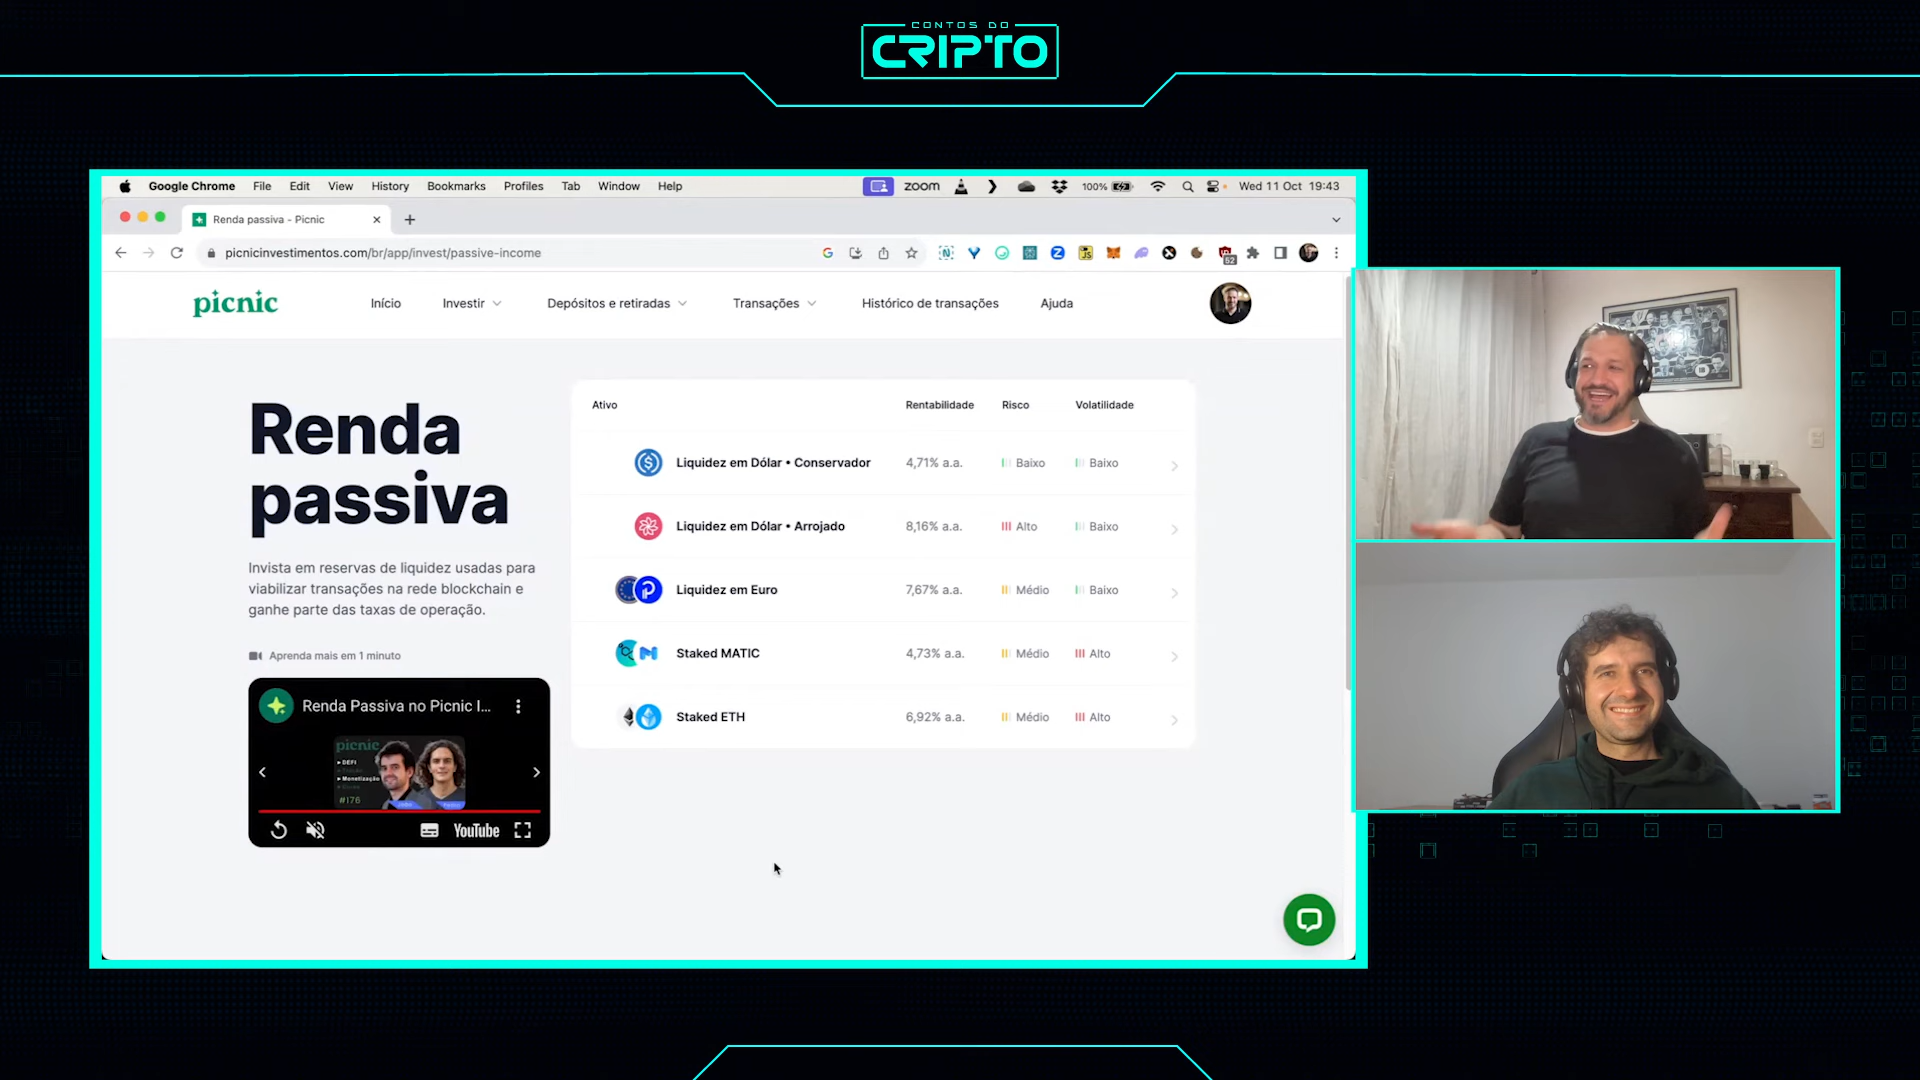 CONTOS DO
CRIPTO
Google Chrome File Edit View History Bookmarks Profiles Tab Window Help zoom 100% Wed 11 Oct 19:43
Renda passiva - Picnic
picnicinvestimentos.com/br/app/invest/passive-income
52
picnic Início Investir Depósitos e retiradas Transações Histórico de transações Ajuda
Renda
passiva
Invista em reservas de liquidez usadas para
viabilizar transações na rede blockchain e
ganhe parte das taxas de operação.
Aprenda mais em 1 minuto
Renda Passiva no Picnic I...
picnic
DEFI
Monetização
#176
YouTube
Ativo Rentabilidade Risco Volatilidade
Liquidez em Dólar • Conservador 4,71% a.a. Baixo Baixo
Liquidez em Dólar • Arrojado 8,16% a.a. Alto Baixo
Liquidez em Euro 7,67% a.a. Médio Baixo
Staked MATIC 4,73% a.a. Médio Alto
Staked ETH 6,92% a.a. Médio Alto